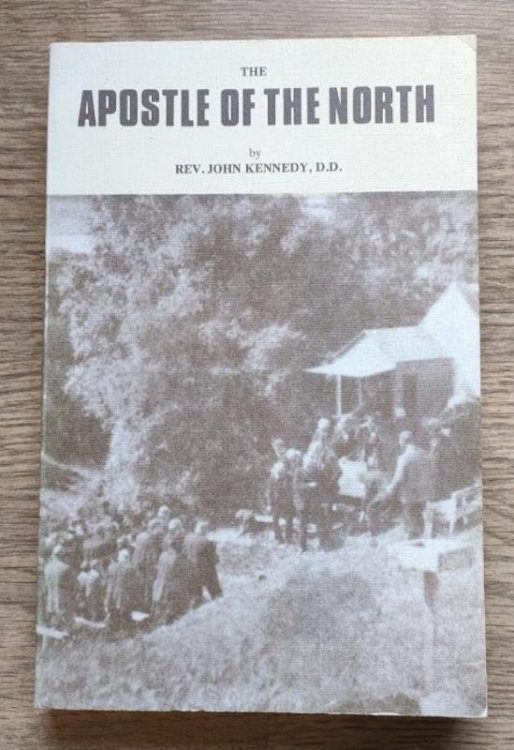 THE
APOSTLE OF THE NORTH
by
REV. JOHN KENNEDY, D.D.